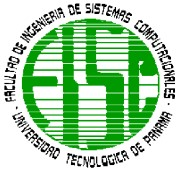 FACULTAD DE INGENIERIA DE SISTEMAS COMPUTACIONALES
FISC
- UNIVERSIDAD TECNOLOGICA DE PANAMA -